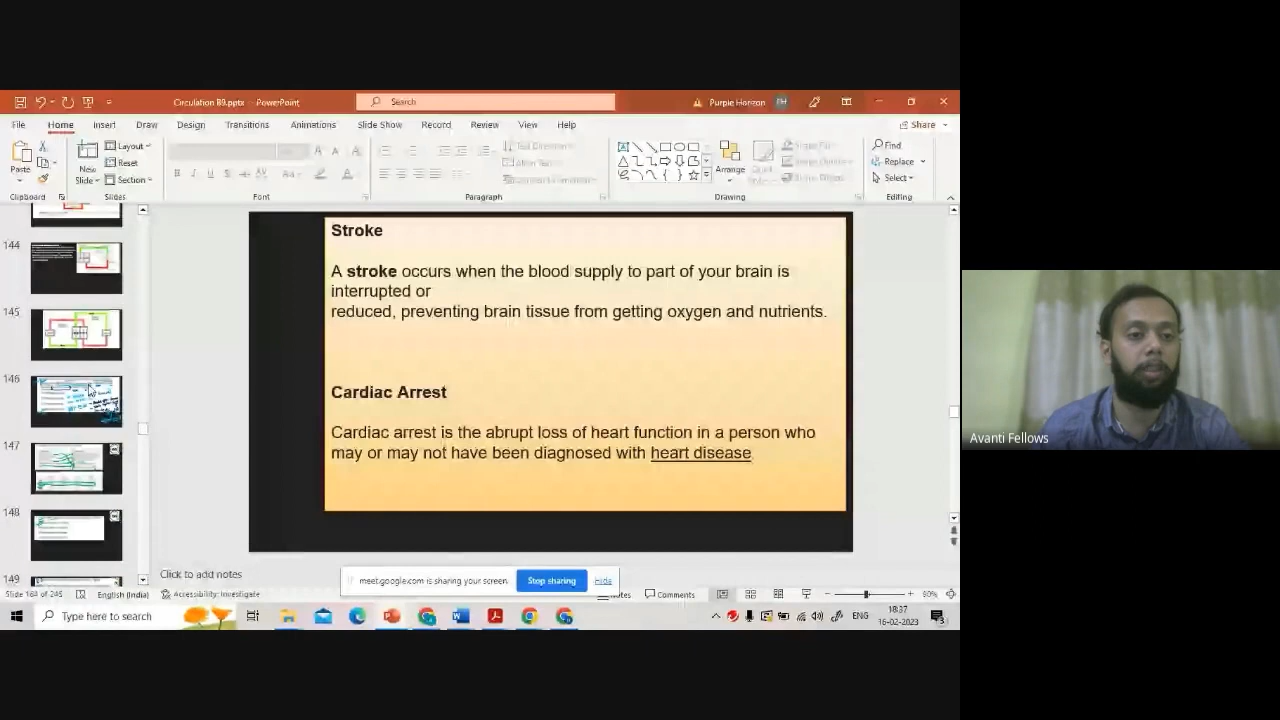 Circulation B9.pptx - PowerPoint
Search
Purple Horizon
PH
File Home Insert Draw Design Transitions Animations Slide Show Record Review View Help
Share
Paste
New
Slide
Layout
Reset
Section
Arrange
Find
Replace
Select
Clipboard
Slides
Font
Paragraph
Drawing
Editing
144
145
146
147
148
149
Stroke
A stroke occurs when the blood supply to part of your brain is
interrupted or
reduced, preventing brain tissue from getting oxygen and nutrients.
Cardiac Arrest
Cardiac arrest is the abrupt loss of heart function in a person who
may or may not have been diagnosed with heart disease
Avanti Fellows
Click to add notes
meet.google.com is sharing your screen.
Stop sharing
Hide
English (India)
Accessibility: Investigate
Notes
Comments
Type here to search
ENG
18:37
16-02-2023